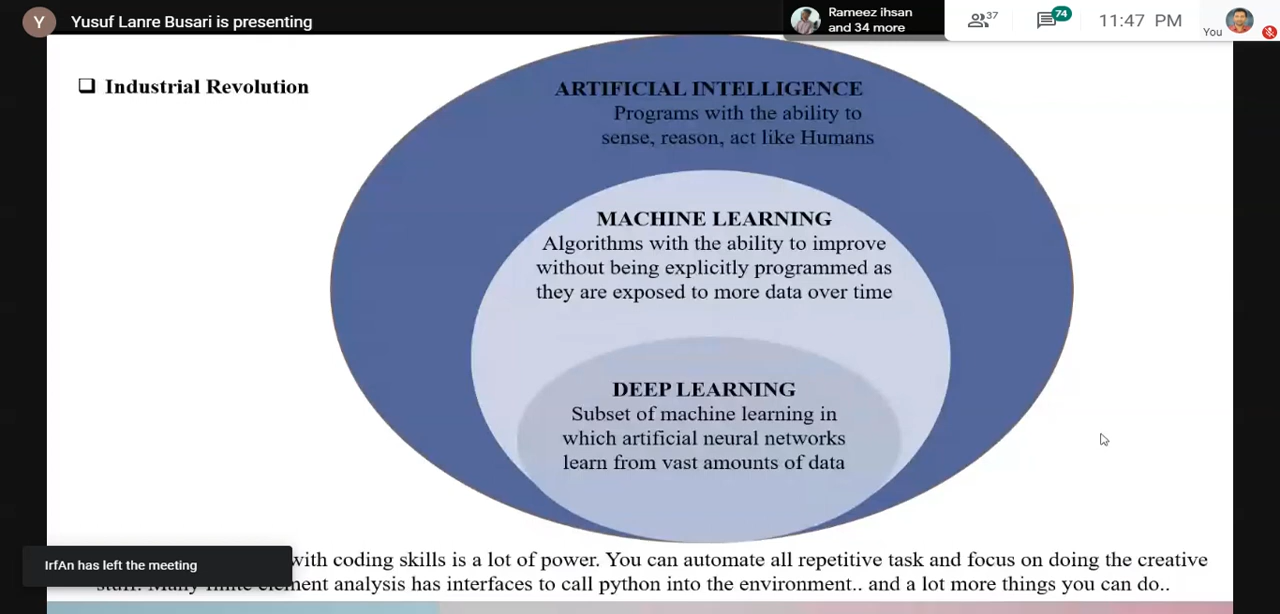 Y
Yusuf Lanre Busari is presenting
Rameez ihsan
and 34 more
37
74
11:47 PM
You
❑ Industrial Revolution
ARTIFICIAL INTELLIGENCE
Programs with the ability to
sense, reason, act like Humans
MACHINE LEARNING
Algorithms with the ability to improve
without being explicitly programmed as
they are exposed to more data over time
DEEP LEARNING
Subset of machine learning in
which artificial neural networks
learn from vast amounts of data
with coding skills is a lot of power. You can automate all repetitive task and focus on doing the creative
stuff. Many finite element analysis has interfaces to call python into the environment.. and a lot more things you can do..
IrfAn has left the meeting